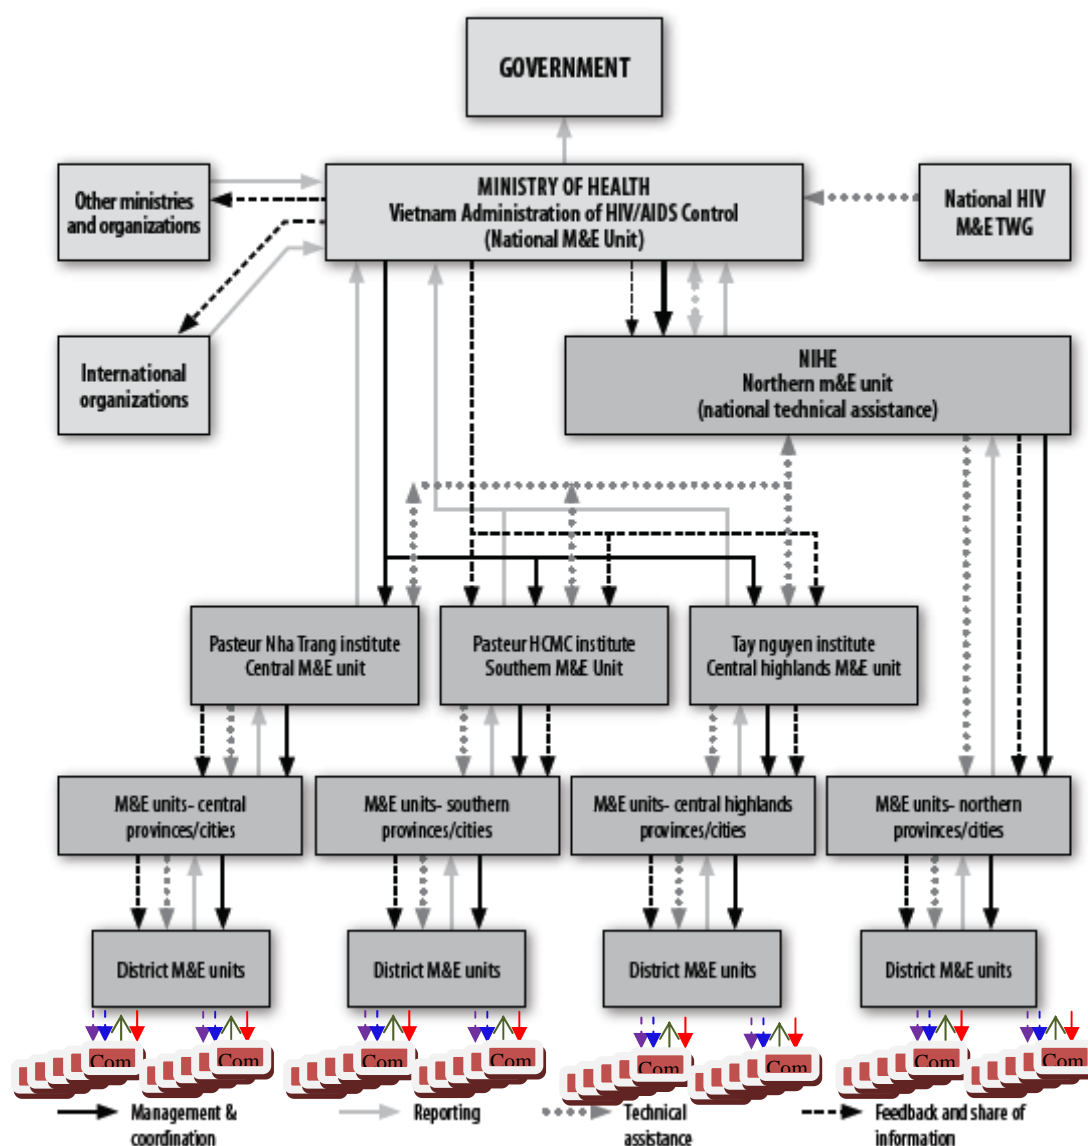 GOVERNMENT
Other ministries
and organizations
MINISTRY OF HEALTH
Vietnam Administration of HIV/AIDS Control
(National M&E Unit)
National HIV
M&E TWG
International
organizations
NIHE
Northern m&E unit
(national technical assistance)
Pasteur Nha Trang institute
Central M&E unit
Pasteur HCMC institute
Southern M&E Unit
Tay nguyen institute
Central highlands M&E unit
M&E units- central
provinces/cities
M&E units- southern
provinces/cities
M&E units- central highlands
provinces/cities
M&E units- northern
provinces/cities
District M&E units
District M&E units
District M&E units
District M&E units
Com
Com
Com
Com
Com
Com
Com
Com
Management &
coordination
Reporting
Technical
assistance
Feedback and share of
information